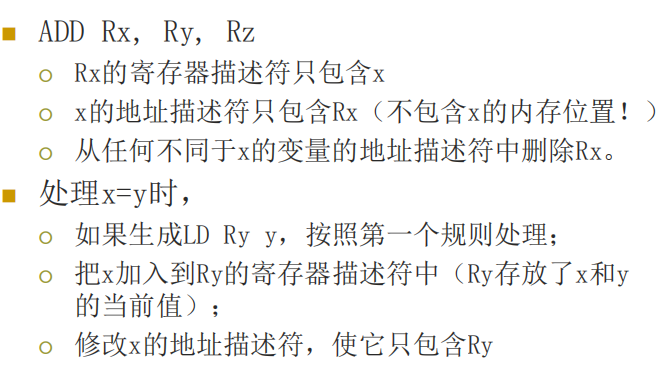 ADD Rx, Ry, Rz
Rx的寄存器描述符只包含x
x的地址描述符只包含Rx（不包含x的内存位置！）
从任何不同于x的变量的地址描述符中删除Rx。
处理x=y时，
如果生成LD Ry y，按照第一个规则处理；
把x加入到Ry的寄存器描述符中（Ry存放了x和y
的当前值）；
修改x的地址描述符，使它只包含Ry